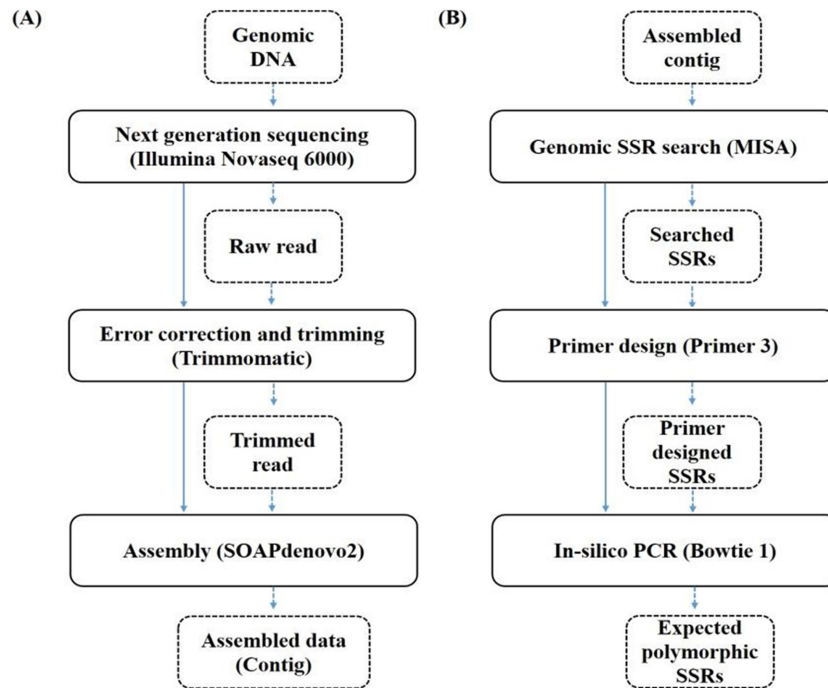 (A)
Genomic
DNA
Next generation sequencing
(Illumina Novaseq 6000)
Raw read
Error correction and trimming
(Trimmomatic)
Trimmed
read
Assembly (SOAPdenovo2)
Assembled data
(Contig)
(B)
Assembled
contig
Genomic SSR search (MISA)
Searched
SSRs
Primer design (Primer 3)
Primer
designed
SSRs
In-silico PCR (Bowtie 1)
Expected
polymorphic
SSRs